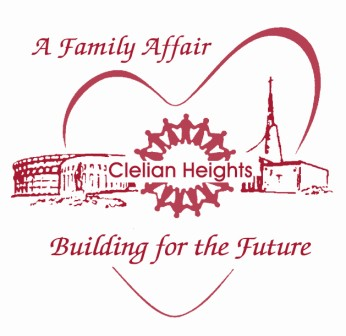 A Family Affair
Clelian Heights
Building for the Future